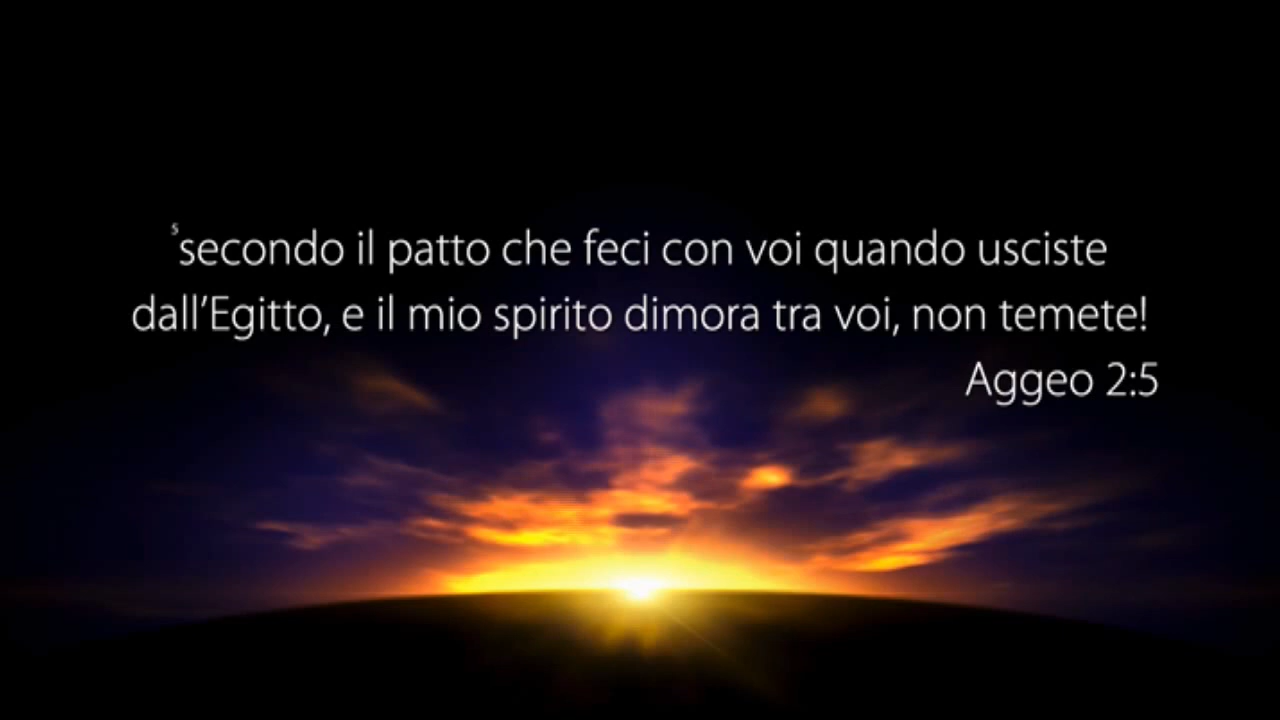 ⁵secondo il patto che feci con voi quando usciste
dall’Egitto, e il mio spirito dimora tra voi, non temete!
Aggeo 2:5